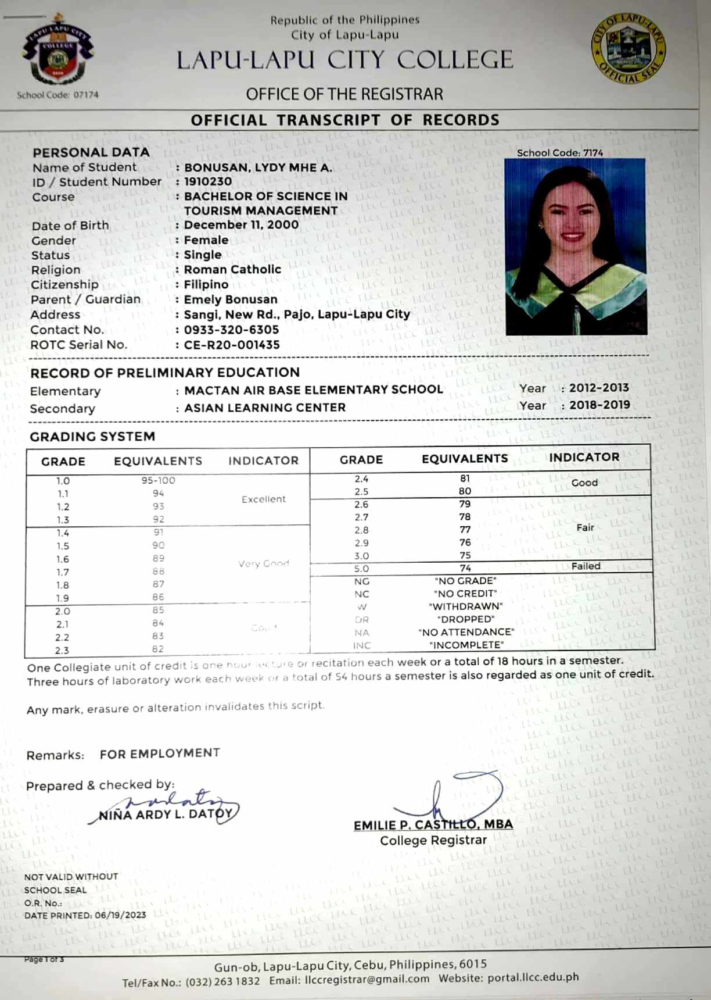 Republic of the Philippines
City of Lapu-Lapu
LAPU-LAPU CITY COLLEGE
OFFICE OF THE REGISTRAR
LAPU LAPU CITY
COLLEGE
School Code: 07174
CITY OF LAPU-LAPU
OFFICIAL SEAL
OFFICIAL TRANSCRIPT OF RECORDS
PERSONAL DATA
School Code: 7174
Name of Student : BONUSAN, LYDY MHE A.
ID / Student Number : 1910230
Course : BACHELOR OF SCIENCE IN
TOURISM MANAGEMENT
Date of Birth : December 11, 2000
Gender : Female
Status : Single
Religion : Roman Catholic
Citizenship : Filipino
Parent / Guardian : Emely Bonusan
Address : Sangi, New Rd., Pajo, Lapu-Lapu City
Contact No. : 0933-320-6305
ROTC Serial No. : CE-R20-001435
RECORD OF PRELIMINARY EDUCATION
Elementary : MACTAN AIR BASE ELEMENTARY SCHOOL Year : 2012-2013
Secondary : ASIAN LEARNING CENTER Year : 2018-2019
GRADING SYSTEM
GRADE EQUIVALENTS INDICATOR
1.0 95-100
1.1 94
Excellent
1.2 93
1.3 92
1.4 91
1.5 90
1.6 89
Very Good
1.7 88
1.8 87
1.9 86
2.0 85
2.1 84
Good
2.2 83
2.3 82
GRADE EQUIVALENTS INDICATOR
2.4 81
Good
2.5 80
2.6 79
2.7 78
2.8 77
Fair
2.9 76
3.0 75
5.0 74 Failed
NG "NO GRADE"
NC "NO CREDIT"
W "WITHDRAWN"
DR "DROPPED"
NA "NO ATTENDANCE"
INC "INCOMPLETE"
One Collegiate unit of credit is one hour lecture or recitation each week or a total of 18 hours in a semester.
Three hours of laboratory work each week or a total of 54 hours a semester is also regarded as one unit of credit.
Any mark, erasure or alteration invalidates this script.
Remarks: FOR EMPLOYMENT
Prepared & checked by:
NIÑA ARDY L. DATOY
EMILIE P. CASTILLO, MBA
College Registrar
NOT VALID WITHOUT
SCHOOL SEAL
O.R. No.:
DATE PRINTED: 06/19/2023
Page 1 of 3
Gun-ob, Lapu-Lapu City, Cebu, Philippines, 6015
Tel/Fax No.: (032) 263 1832 Email: llccregistrar@gmail.com Website: portal.llcc.edu.ph